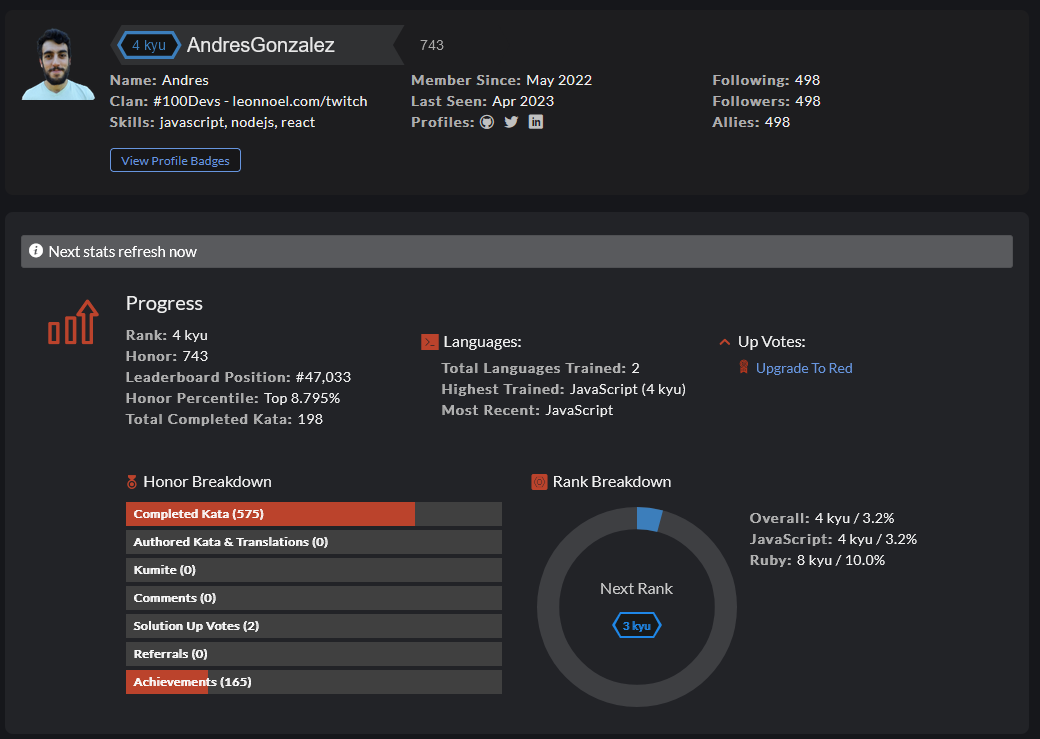 4 kyu AndresGonzalez 743
Name: Andres
Clan: #100Devs - leonnoel.com/twitch
Skills: javascript, nodejs, react
Member Since: May 2022
Last Seen: Apr 2023
Profiles: in
Following: 498
Followers: 498
Allies: 498
View Profile Badges
Next stats refresh now
Progress
Rank: 4 kyu
Honor: 743
Leaderboard Position: #47,033
Honor Percentile: Top 8.795%
Total Completed Kata: 198
Languages:
Total Languages Trained: 2
Highest Trained: JavaScript (4 kyu)
Most Recent: JavaScript
Up Votes:
Upgrade To Red
Honor Breakdown
Completed Kata (575)
Authored Kata & Translations (0)
Kumite (0)
Comments (0)
Solution Up Votes (2)
Referrals (0)
Achievements (165)
Rank Breakdown
Next Rank
3 kyu
Overall: 4 kyu / 3.2%
JavaScript: 4 kyu / 3.2%
Ruby: 8 kyu / 10.0%